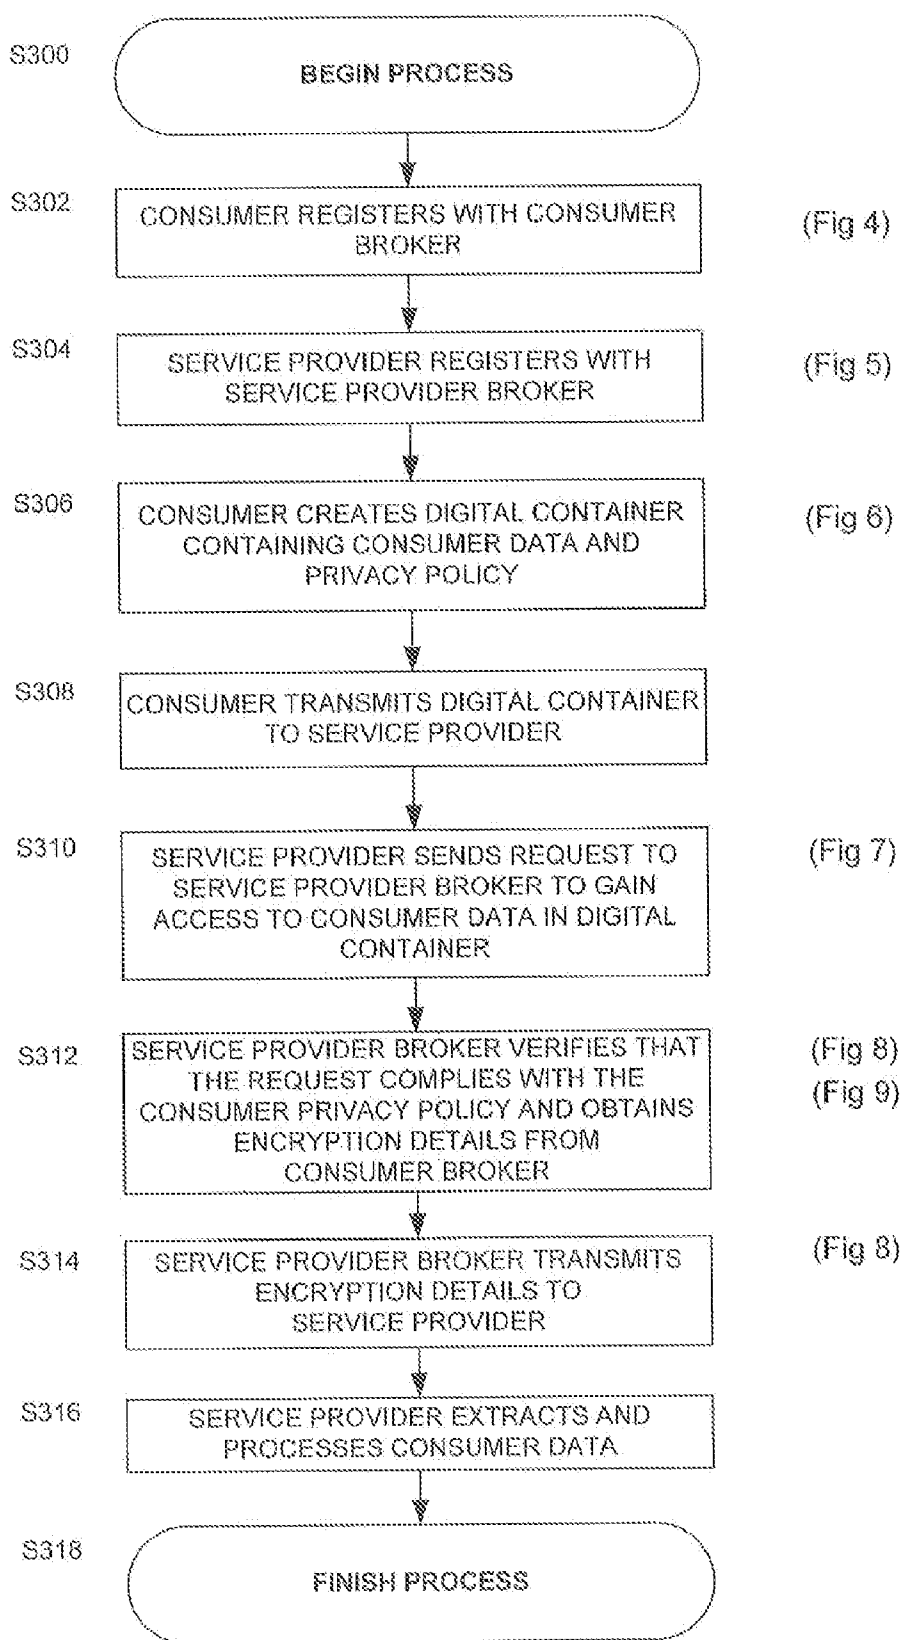 S300
BEGIN PROCESS
S302
CONSUMER REGISTERS WITH CONSUMER
BROKER
(Fig 4)
S304
SERVICE PROVIDER REGISTERS WITH
SERVICE PROVIDER BROKER
(Fig 5)
S306
CONSUMER CREATES DIGITAL CONTAINER
CONTAINING CONSUMER DATA AND
PRIVACY POLICY
(Fig 6)
S308
CONSUMER TRANSMITS DIGITAL CONTAINER
TO SERVICE PROVIDER
S310
SERVICE PROVIDER SENDS REQUEST TO
SERVICE PROVIDER BROKER TO GAIN
ACCESS TO CONSUMER DATA IN DIGITAL
CONTAINER
(Fig 7)
S312
SERVICE PROVIDER BROKER VERIFIES THAT
THE REQUEST COMPLIES WITH THE
CONSUMER PRIVACY POLICY AND OBTAINS
ENCRYPTION DETAILS FROM
CONSUMER BROKER
(Fig 8)
(Fig 9)
S314
SERVICE PROVIDER BROKER TRANSMITS
ENCRYPTION DETAILS TO
SERVICE PROVIDER
(Fig 8)
S316
SERVICE PROVIDER EXTRACTS AND
PROCESSES CONSUMER DATA
S318
FINISH PROCESS